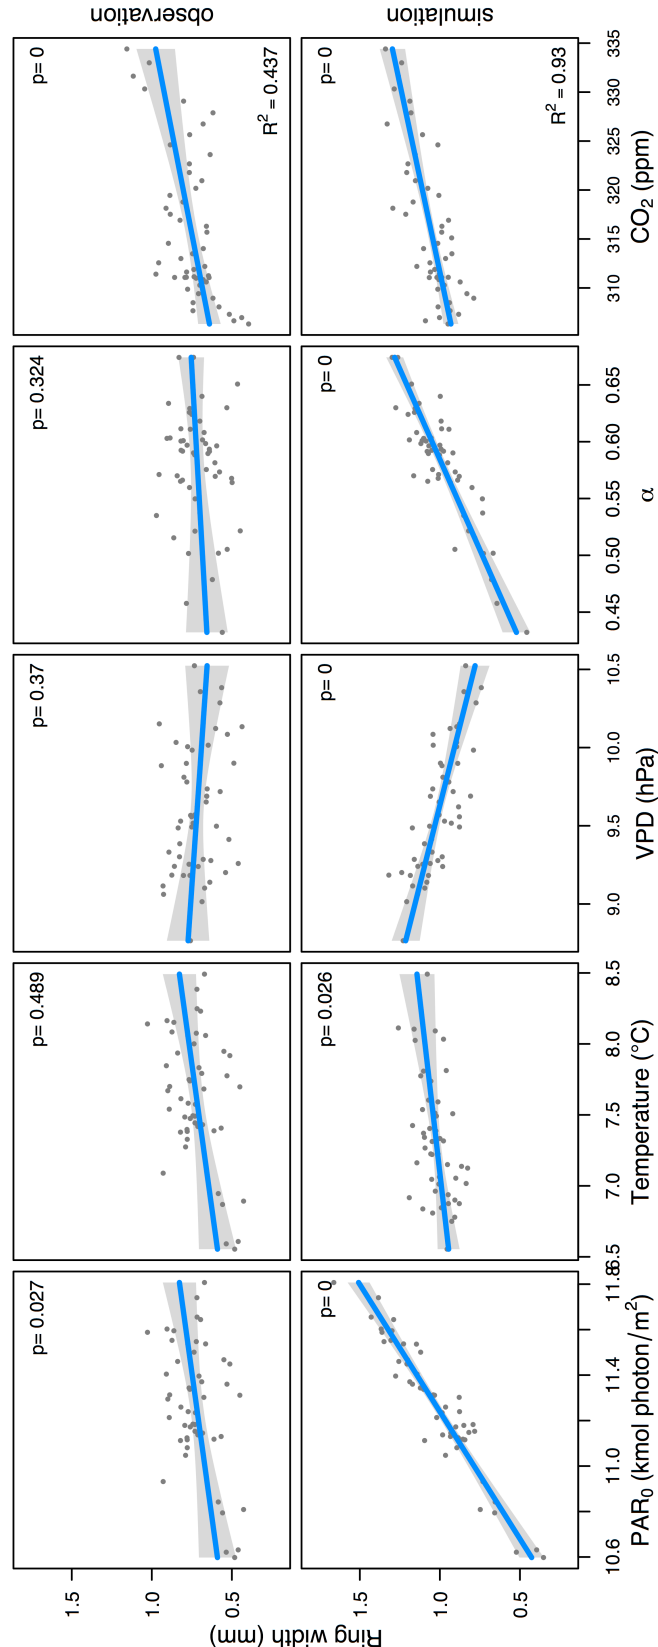 p= 0.027
p= 0.489
p= 0.37
p= 0.324
p= 0
R² = 0.437
observation
1.5
1.0
0.5
p= 0
p= 0.026
p= 0
p= 0
p= 0
R² = 0.93
simulation
1.5
1.0
0.5
Ring width (mm)
10.6 11.0 11.4 11.8
6.5 7.0 7.5 8.0 8.5
9.0 9.5 10.0 10.5
0.45 0.50 0.55 0.60 0.65
310 315 320 325 330 335
PAR₀ (kmol photon/m²)
Temperature (°C)
VPD (hPa)
α
CO₂ (ppm)